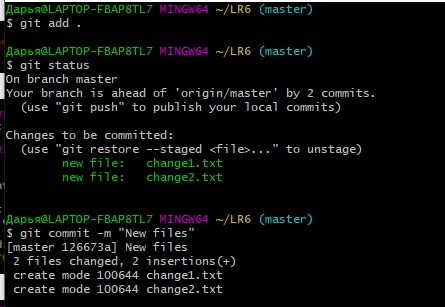 Дарья@LAPTOP-FBAP8TL7 MINGW64 ~/LR6 (master)
$ git add .
Дарья@LAPTOP-FBAP8TL7 MINGW64 ~/LR6 (master)
$ git status
On branch master
Your branch is ahead of 'origin/master' by 2 commits.
  (use "git push" to publish your local commits)
Changes to be committed:
  (use "git restore --staged <file>..." to unstage)
        new file:   change1.txt
        new file:   change2.txt
Дарья@LAPTOP-FBAP8TL7 MINGW64 ~/LR6 (master)
$ git commit -m "New files"
[master 126673a] New files
 2 files changed, 2 insertions(+)
 create mode 100644 change1.txt
 create mode 100644 change2.txt